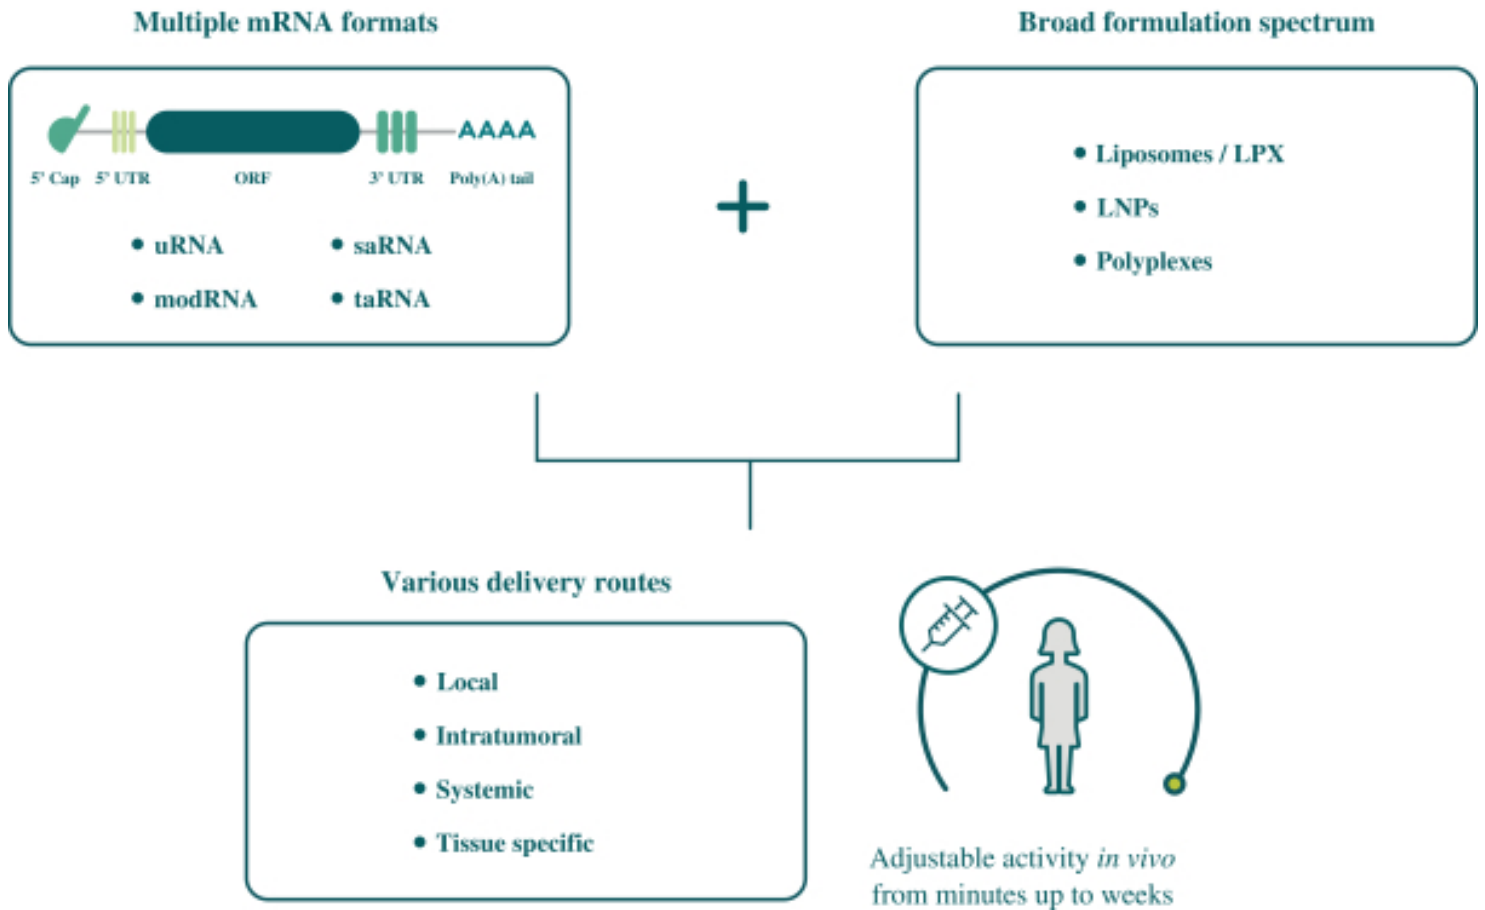 Multiple mRNA formats
AAAA
5' Cap 5' UTR ORF 3' UTR Poly(A) tail
• uRNA
• modRNA
• saRNA
• taRNA
Broad formulation spectrum
• Liposomes / LPX
• LNPs
• Polyplexes
Various delivery routes
• Local
• Intratumoral
• Systemic
• Tissue specific
Adjustable activity in vivo
from minutes up to weeks